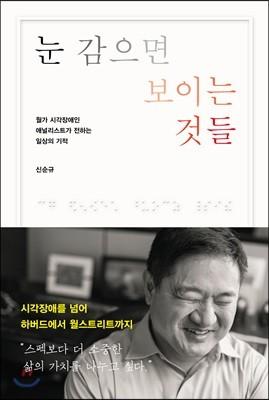 눈 감으면
보이는
것들
월가 시각장애인
애널리스트가 전하는
일상의 기적
신순규
시각장애를 넘어
하버드에서 월스트리트까지
"스펙보다 더 소중한
삶의 가치를 나누고 싶다."